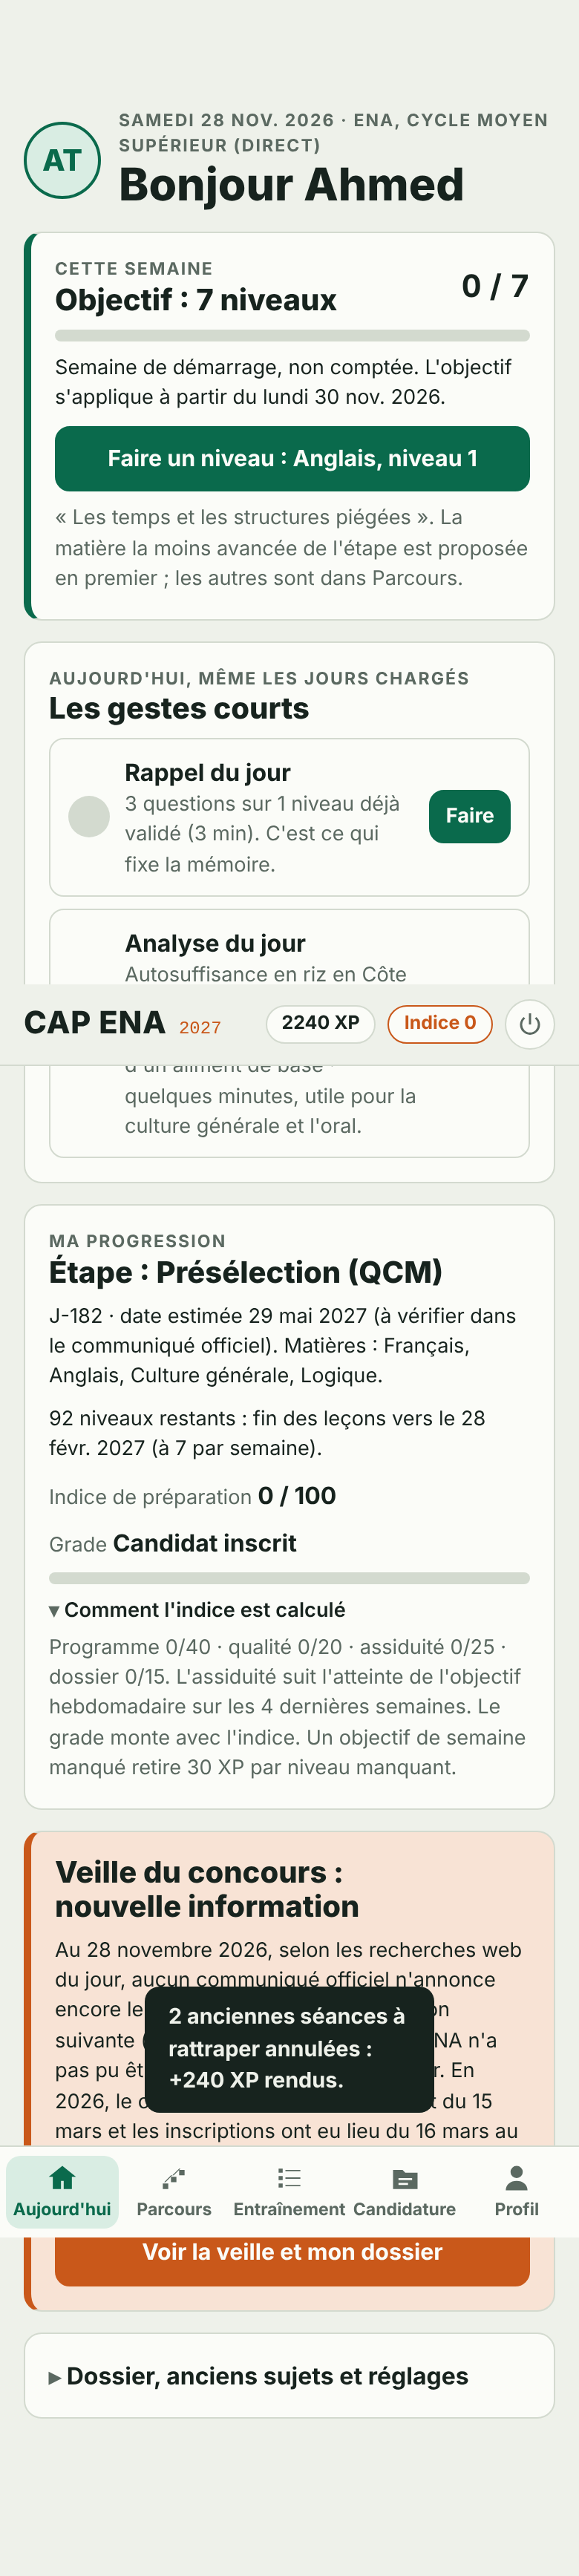 SAMEDI 28 NOV. 2026 · ENA, CYCLE MOYEN
SUPÉRIEUR (DIRECT)
AT
Bonjour Ahmed
CETTE SEMAINE
Objectif : 7 niveaux
0 / 7
Semaine de démarrage, non comptée. L'objectif
s'applique à partir du lundi 30 nov. 2026.
Faire un niveau : Anglais, niveau 1
« Les temps et les structures piégées ». La
matière la moins avancée de l'étape est proposée
en premier ; les autres sont dans Parcours.
AUJOURD'HUI, MÊME LES JOURS CHARGÉS
Les gestes courts
Rappel du jour
3 questions sur 1 niveau déjà
validé (3 min). C'est ce qui
fixe la mémoire.
Faire
Analyse du jour
Autosuffisance en riz en Côte
CAP ENA 2027
2240 XP
Indice 0
d'un aliment de base ·
quelques minutes, utile pour la
culture générale et l'oral.
MA PROGRESSION
Étape : Présélection (QCM)
J-182 · date estimée 29 mai 2027 (à vérifier dans
le communiqué officiel). Matières : Français,
Anglais, Culture générale, Logique.
92 niveaux restants : fin des leçons vers le 28
févr. 2027 (à 7 par semaine).
Indice de préparation 0 / 100
Grade Candidat inscrit
▾ Comment l'indice est calculé
Programme 0/40 · qualité 0/20 · assiduité 0/25 ·
dossier 0/15. L'assiduité suit l'atteinte de l'objectif
hebdomadaire sur les 4 dernières semaines. Le
grade monte avec l'indice. Un objectif de semaine
manqué retire 30 XP par niveau manquant.
Veille du concours :
nouvelle information
Au 28 novembre 2026, selon les recherches web
du jour, aucun communiqué officiel n'annonce
encore
suivante NA n'a
pas pu En
2026, le du 15
mars et les inscriptions ont eu lieu du 16 mars au
2 anciennes séances à
rattraper annulées :
+240 XP rendus.
Aujourd'hui
Parcours
Entraînement
Candidature
Profil
Voir la veille et mon dossier
▸ Dossier, anciens sujets et réglages